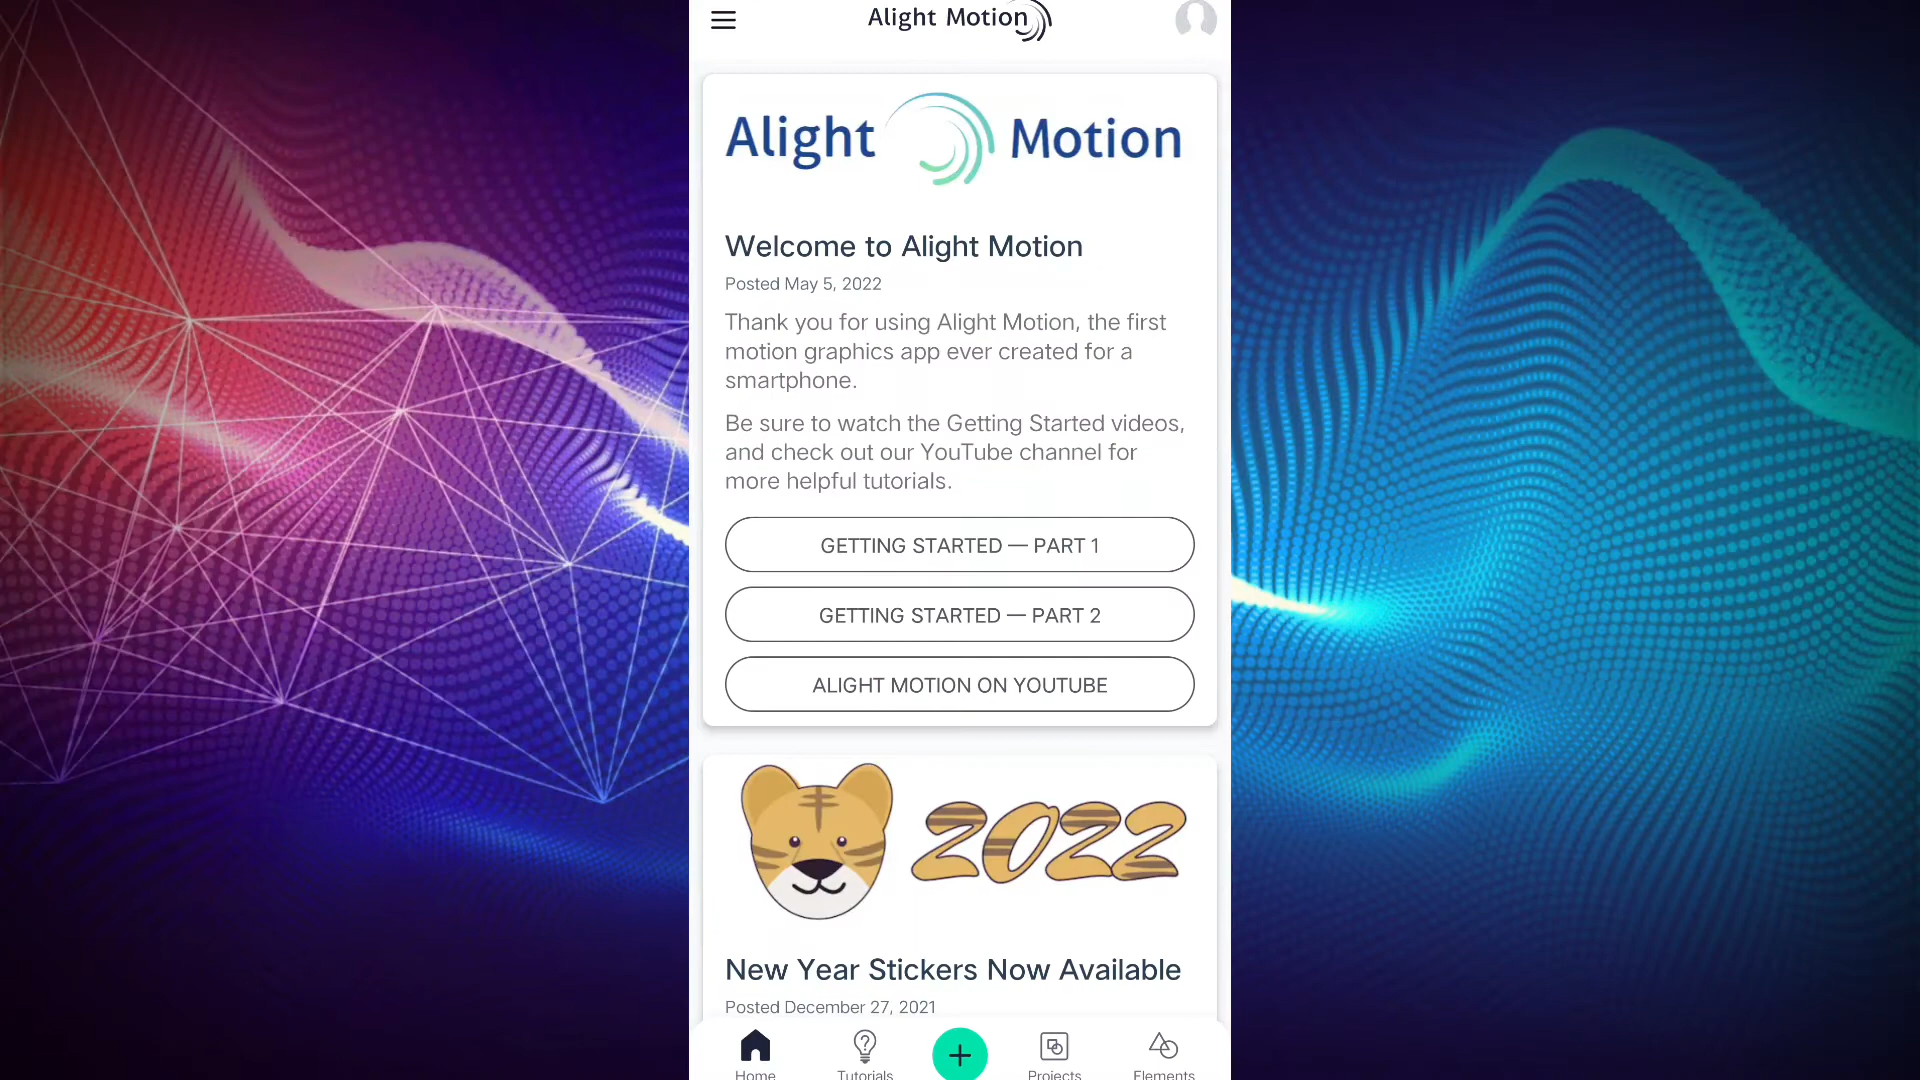 Alight Motion
Alight Motion
Welcome to Alight Motion
Posted May 5, 2022
Thank you for using Alight Motion, the first
motion graphics app ever created for a
smartphone.
Be sure to watch the Getting Started videos,
and check out our YouTube channel for
more helpful tutorials.
GETTING STARTED — PART 1
GETTING STARTED — PART 2
ALIGHT MOTION ON YOUTUBE
2022
New Year Stickers Now Available
Posted December 27, 2021
Home Tutorials Projects Elements